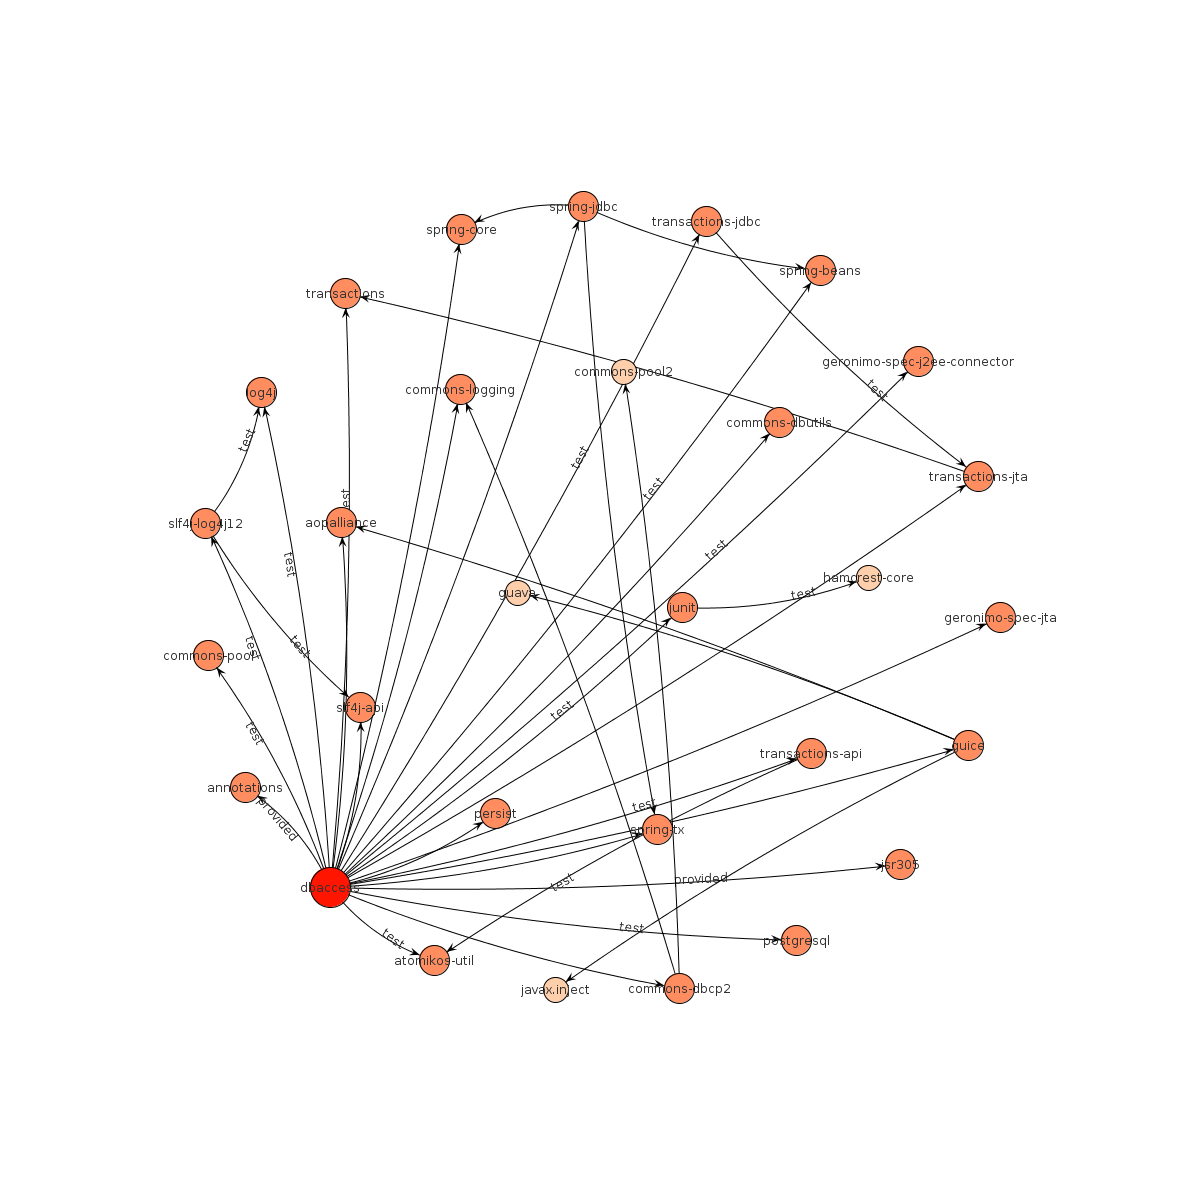 spring-jdbc
transactions-jdbc
spring-core
spring-beans
transactions
geronimo-spec-j2ee-connector
commons-pool2
commons-logging
test
log4j
commons-dbutils
test
test
transactions-jta
test
test
slf4j-log4j12
aopalliance
test
test
hamcrest-core
guava
test
junit
geronimo-spec-jta
test
test
commons-pool
slf4j-api
test
test
guice
transactions-api
annotations
provided
test
persist
spring-tx
jsr305
provided
test
dbaccess
test
test
postgresql
atomikos-util
javax.inject
commons-dbcp2